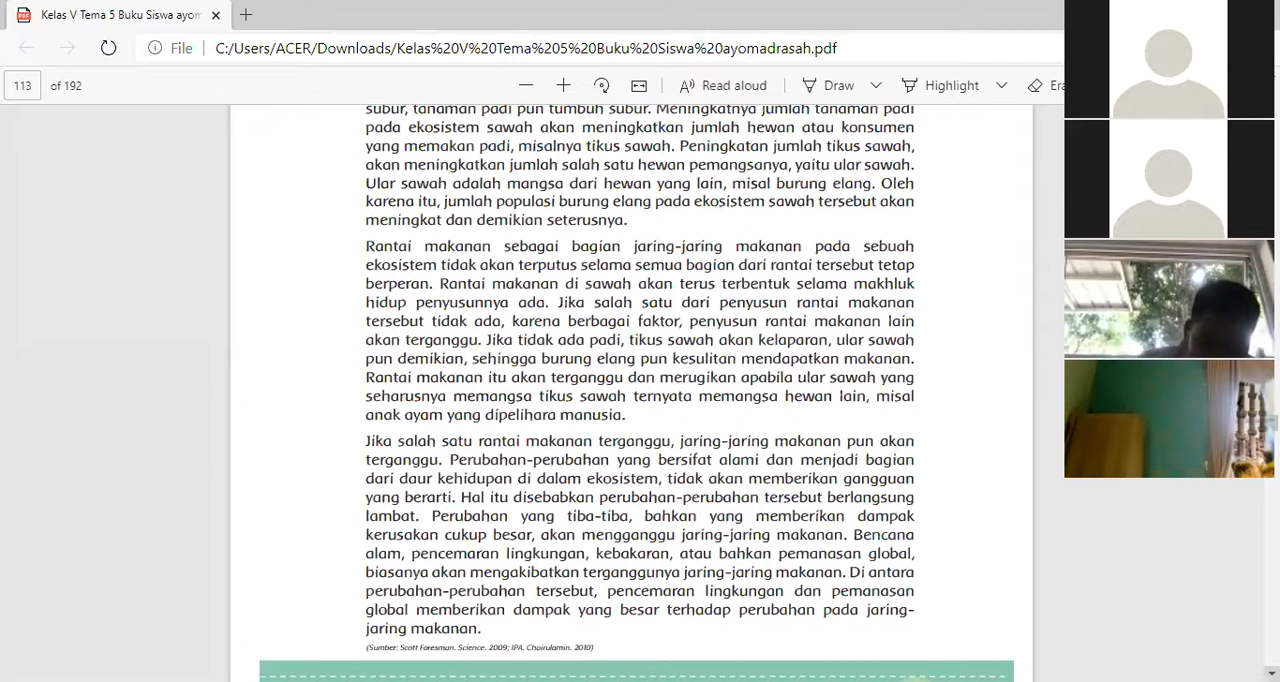 Kelas V Tema 5 Buku Siswa ayom
File C:/Users/ACER/Downloads/Kelas%20V%20Tema%205%20Buku%20Siswa%20ayomadrasah.pdf
113 of 192 Read aloud Draw Highlight Era
subur, tanaman padi pun tumbuh subur. Meningkatnya jumlah tanaman padi
pada ekosistem sawah akan meningkatkan jumlah hewan atau konsumen
yang memakan padi, misalnya tikus sawah. Peningkatan jumlah tikus sawah,
akan meningkatkan jumlah salah satu hewan pemangsanya, yaitu ular sawah.
Ular sawah adalah mangsa dari hewan yang lain, misal burung elang. Oleh
karena itu, jumlah populasi burung elang pada ekosistem sawah tersebut akan
meningkat dan demikian seterusnya.
Rantai makanan sebagai bagian jaring-jaring makanan pada sebuah
ekosistem tidak akan terputus selama semua bagian dari rantai tersebut tetap
berperan. Rantai makanan di sawah akan terus terbentuk selama makhluk
hidup penyusunnya ada. Jika salah satu dari penyusun rantai makanan
tersebut tidak ada, karena berbagai faktor, penyusun rantai makanan lain
akan terganggu. Jika tidak ada padi, tikus sawah akan kelaparan, ular sawah
pun demikian, sehingga burung elang pun kesulitan mendapatkan makanan.
Rantai makanan itu akan terganggu dan merugikan apabila ular sawah yang
seharusnya memangsa tikus sawah ternyata memangsa hewan lain, misal
anak ayam yang dipelihara manusia.
Jika salah satu rantai makanan terganggu, jaring-jaring makanan pun akan
terganggu. Perubahan-perubahan yang bersifat alami dan menjadi bagian
dari daur kehidupan di dalam ekosistem, tidak akan memberikan gangguan
yang berarti. Hal itu disebabkan perubahan-perubahan tersebut berlangsung
lambat. Perubahan yang tiba-tiba, bahkan yang memberikan dampak
kerusakan cukup besar, akan mengganggu jaring-jaring makanan. Bencana
alam, pencemaran lingkungan, kebakaran, atau bahkan pemanasan global,
biasanya akan mengakibatkan terganggunya jaring-jaring makanan. Di antara
perubahan-perubahan tersebut, pencemaran lingkungan dan pemanasan
global memberikan dampak yang besar terhadap perubahan pada jaring-
jaring makanan.
(Sumber: Scott Foresman. Science. 2009; IPA. Choirulamin. 2010)